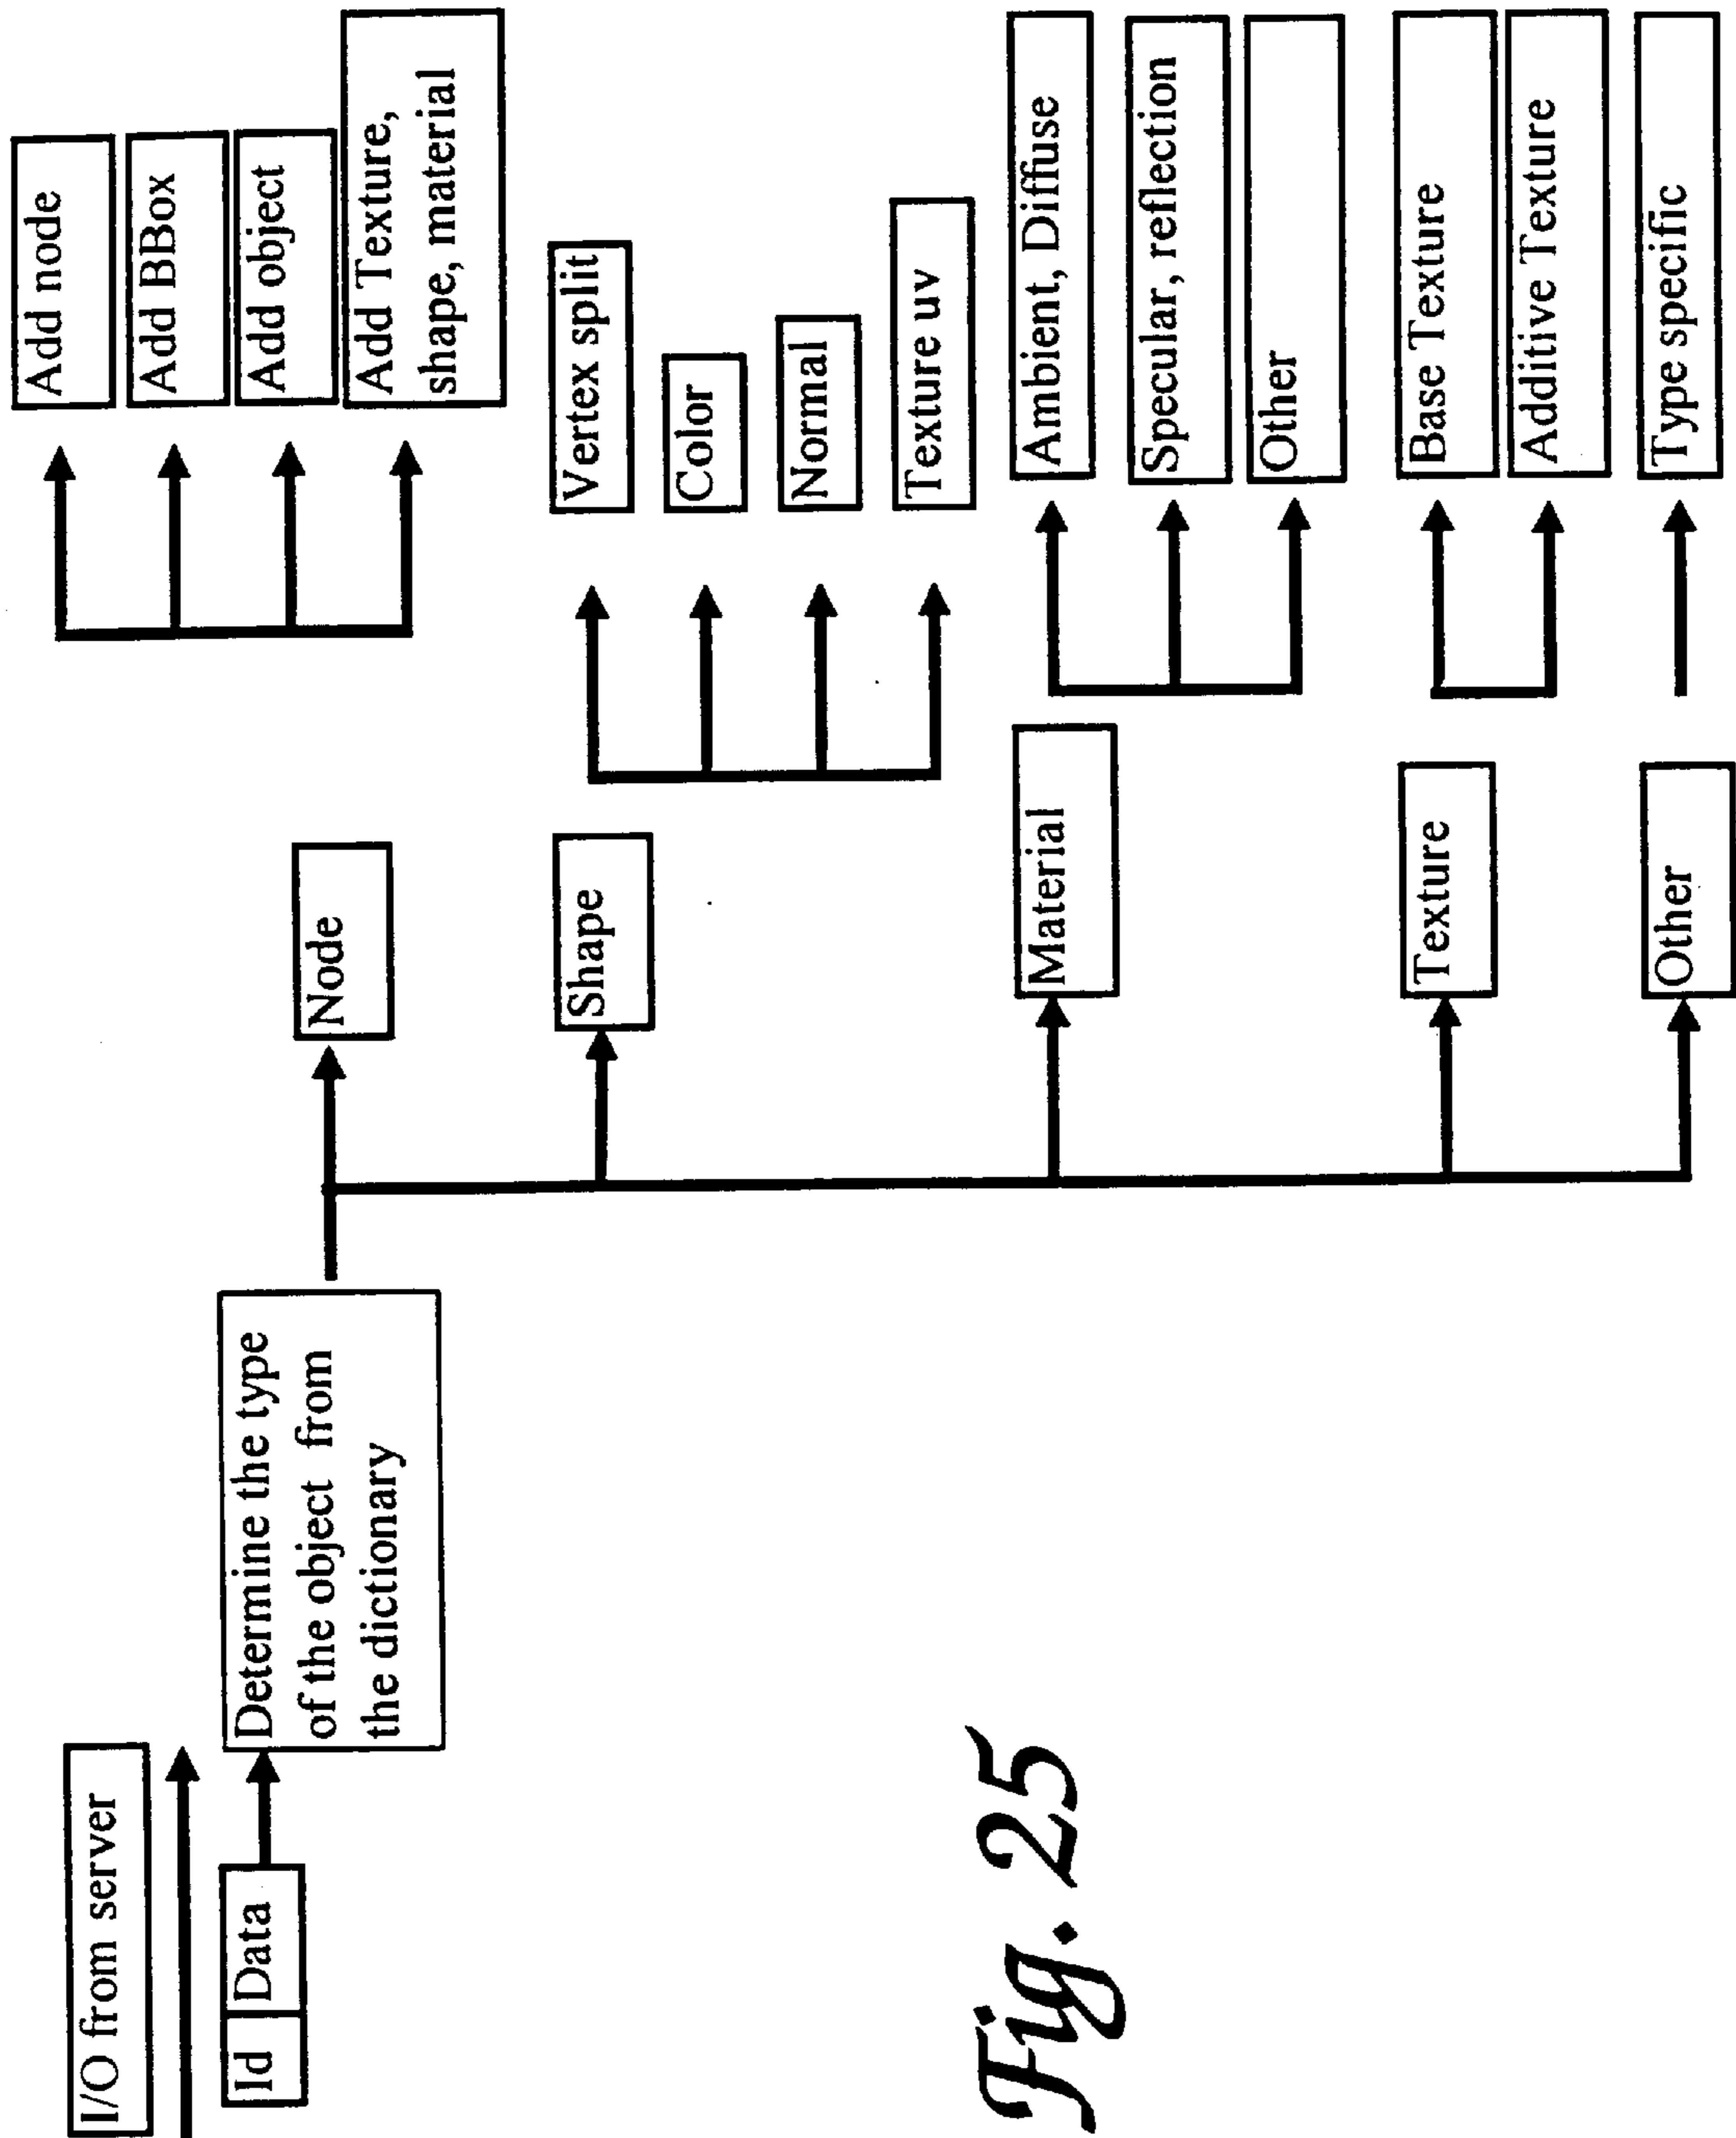 I/O from server
Id
Data
Determine the type
of the object from
the dictionary
Node
Add node
Add BBox
Add object
Add Texture,
shape, material
Shape
Vertex split
Color
Normal
Texture uv
Material
Ambient, Diffuse
Specular, reflection
Other
Texture
Base Texture
Additive Texture
Other
Type specific
Fig. 25